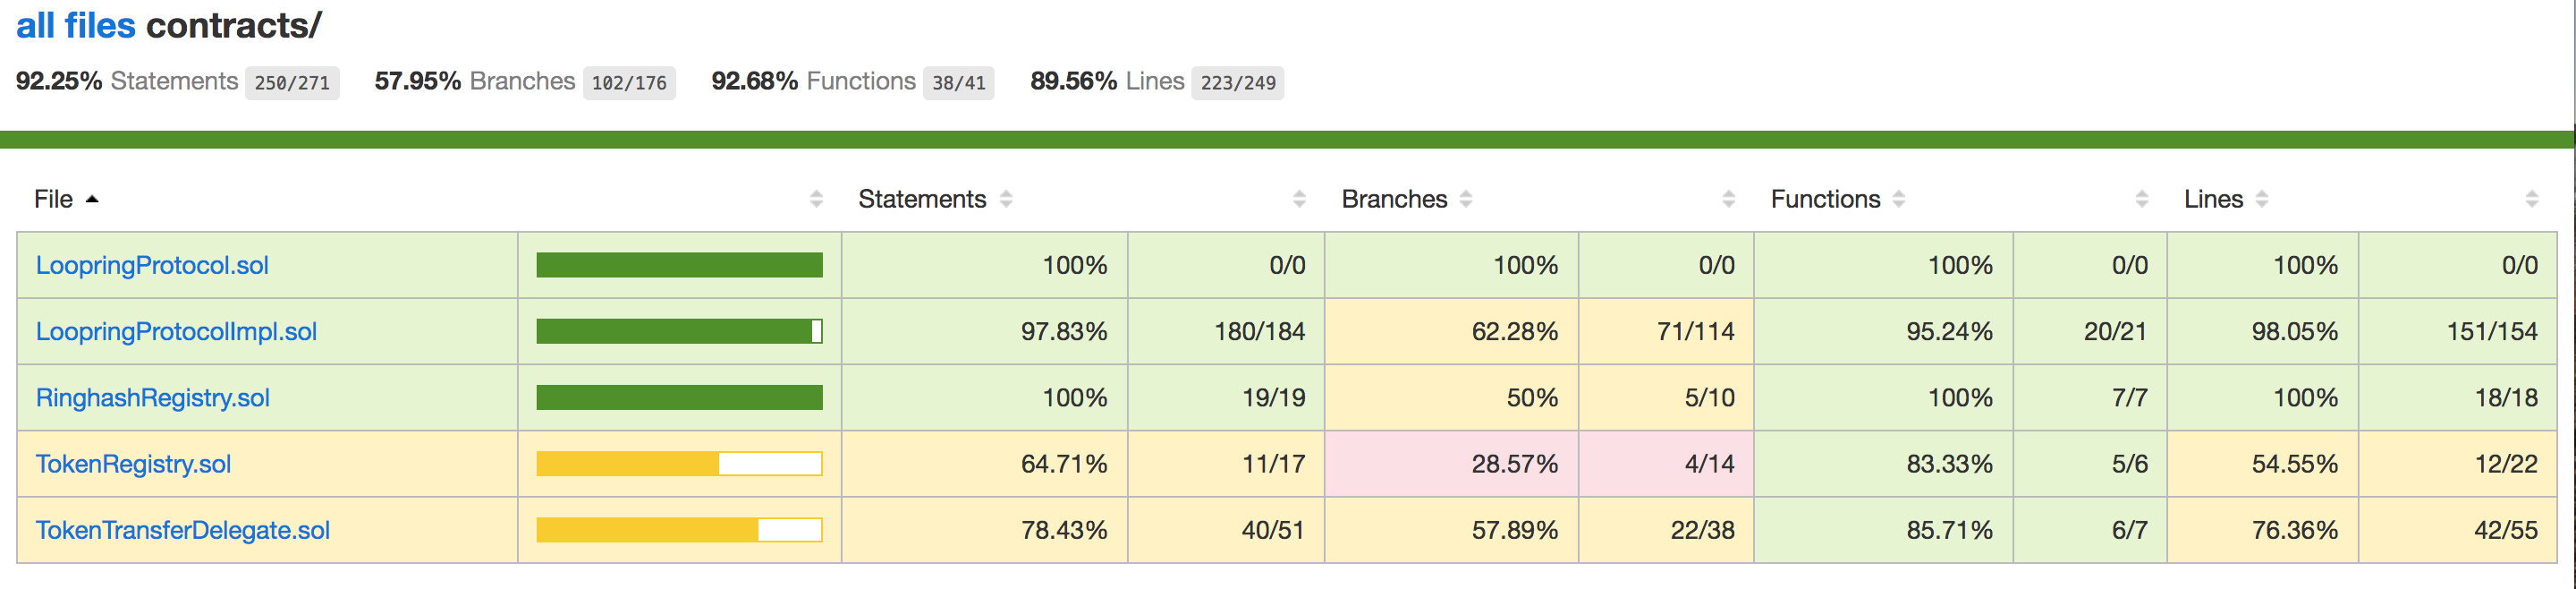 all files contracts/
92.25% Statements 250/271 57.95% Branches 102/176 92.68% Functions 38/41 89.56% Lines 223/249
File Statements Branches Functions Lines
LoopringProtocol.sol 100% 0/0 100% 0/0 100% 0/0 100% 0/0
LoopringProtocolImpl.sol 97.83% 180/184 62.28% 71/114 95.24% 20/21 98.05% 151/154
RinghashRegistry.sol 100% 19/19 50% 5/10 100% 7/7 100% 18/18
TokenRegistry.sol 64.71% 11/17 28.57% 4/14 83.33% 5/6 54.55% 12/22
TokenTransferDelegate.sol 78.43% 40/51 57.89% 22/38 85.71% 6/7 76.36% 42/55